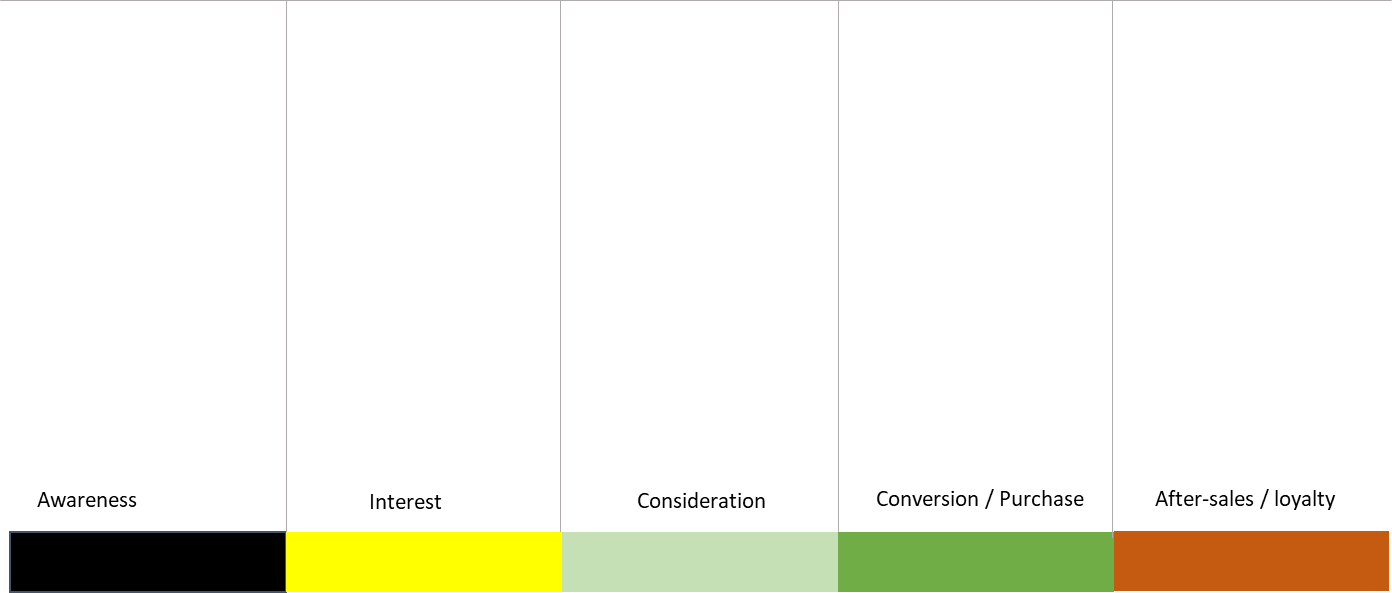 Awareness
Interest
Consideration
Conversion / Purchase
After-sales / loyalty